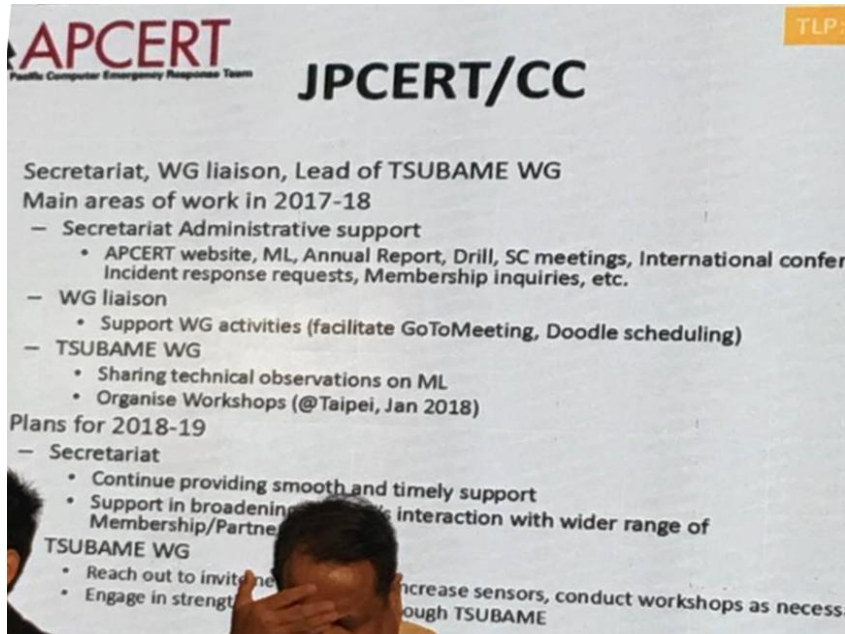 APCERT
Pacific Computer Emergency Response Team
TLP:
JPCERT/CC
Secretariat, WG liaison, Lead of TSUBAME WG
Main areas of work in 2017-18
– Secretariat Administrative support
• APCERT website, ML, Annual Report, Drill, SC meetings, International confer
Incident response requests, Membership inquiries, etc.
– WG liaison
• Support WG activities (facilitate GoToMeeting, Doodle scheduling)
– TSUBAME WG
• Sharing technical observations on ML
• Organise Workshops (@Taipei, Jan 2018)
Plans for 2018-19
– Secretariat
• Continue providing smooth and timely support
• Support in broadening interaction with wider range of
Membership/Partne
TSUBAME WG
• Reach out to invite ne ncrease sensors, conduct workshops as necess
• Engage in strengt ough TSUBAME